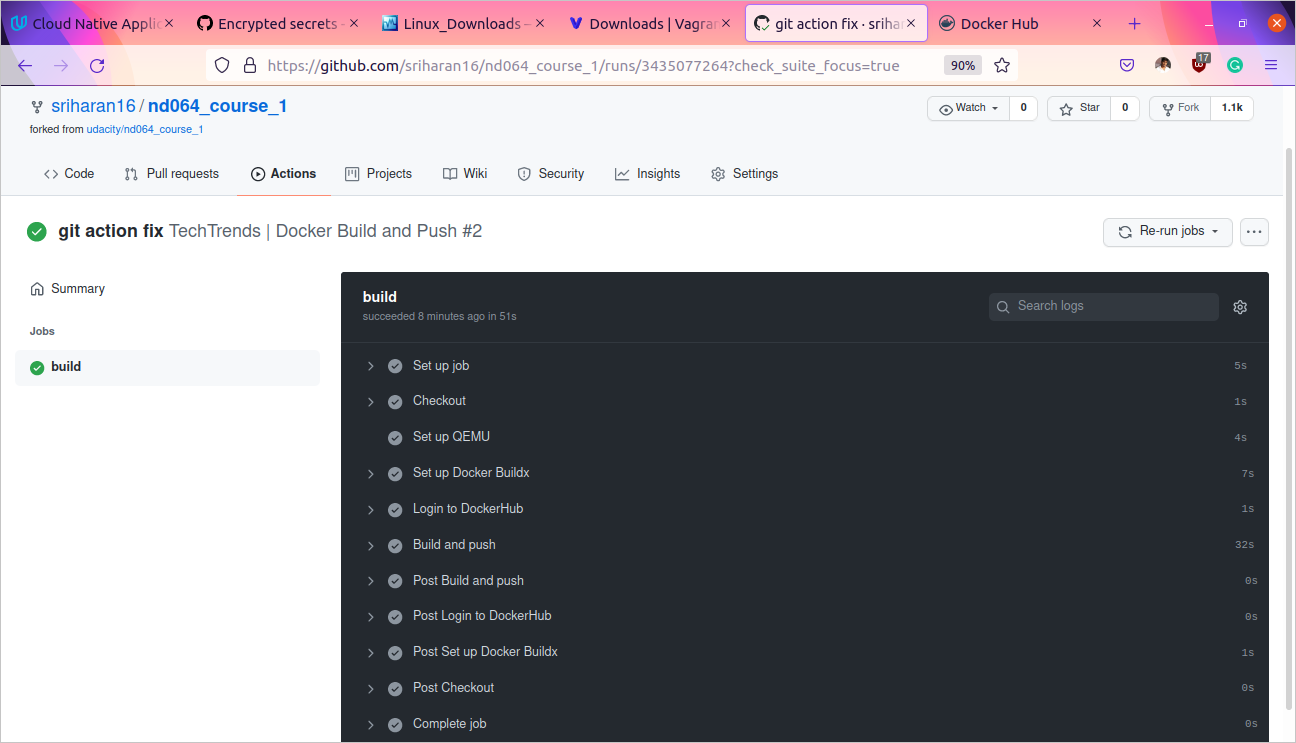 Cloud Native Applic Encrypted secrets - Linux_Downloads – Downloads | Vagran git action fix · srihar Docker Hub
https://github.com/sriharan16/nd064_course_1/runs/3435077264?check_suite_focus=true 90% 17
sriharan16 / nd064_course_1 Watch 0 Star 0 Fork 1.1k
forked from udacity/nd064_course_1
Code Pull requests Actions Projects Wiki Security Insights Settings
git action fix TechTrends | Docker Build and Push #2 Re-run jobs
Summary
Jobs
build
build
succeeded 8 minutes ago in 51s
Search logs
Set up job 5s
Checkout 1s
Set up QEMU 4s
Set up Docker Buildx 7s
Login to DockerHub 1s
Build and push 32s
Post Build and push 0s
Post Login to DockerHub 0s
Post Set up Docker Buildx 1s
Post Checkout 0s
Complete job 0s